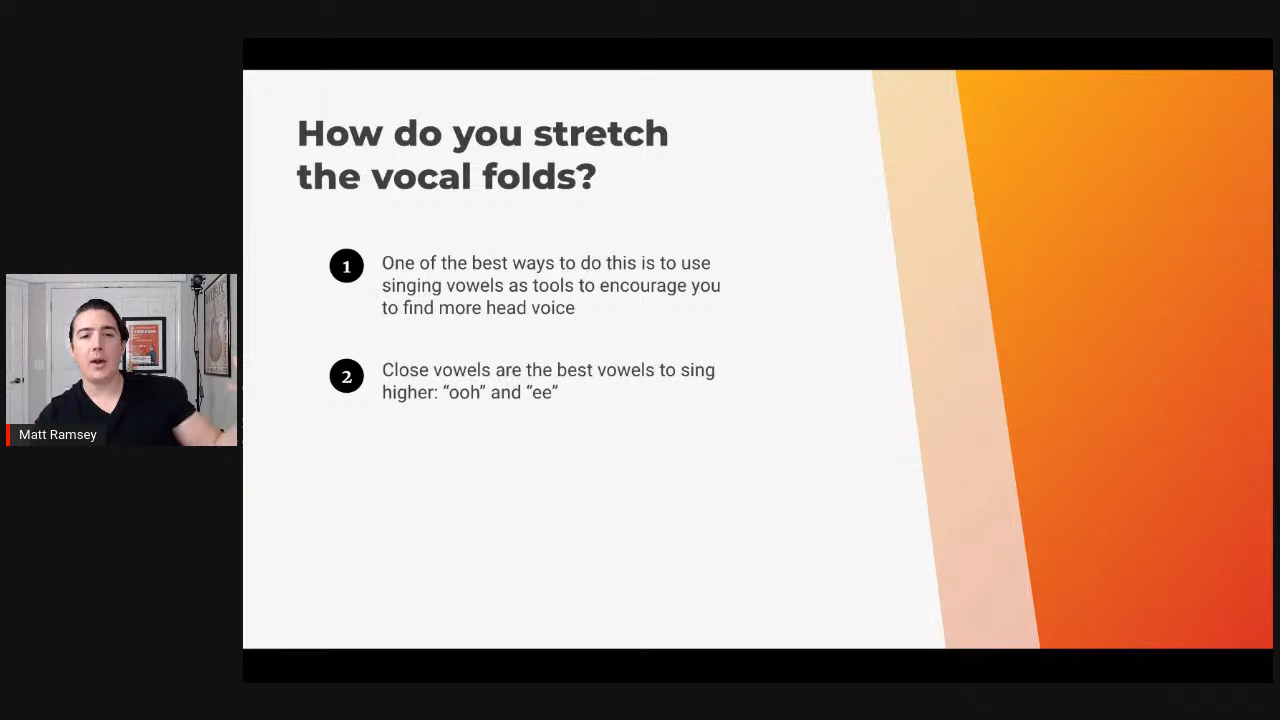 How do you stretch
the vocal folds?
1
One of the best ways to do this is to use
singing vowels as tools to encourage you
to find more head voice
2
Close vowels are the best vowels to sing
higher: “ooh” and “ee”
Matt Ramsey